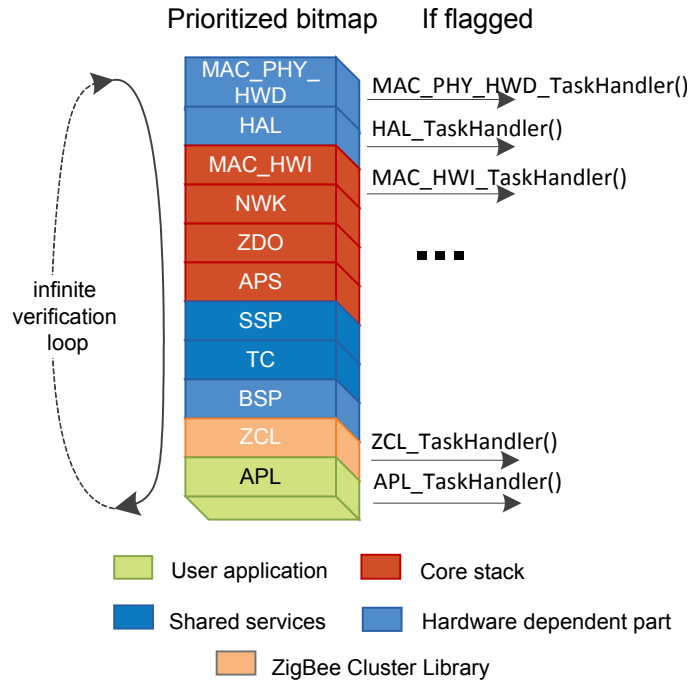 Prioritized bitmap If flagged
MAC_PHY_
HWD
MAC_PHY_HWD_TaskHandler()
HAL
HAL_TaskHandler()
MAC_HWI
MAC_HWI_TaskHandler()
NWK
ZDO
APS
SSP
TC
BSP
ZCL
ZCL_TaskHandler()
APL
APL_TaskHandler()
infinite
verification
loop
User application
Core stack
Shared services
Hardware dependent part
ZigBee Cluster Library